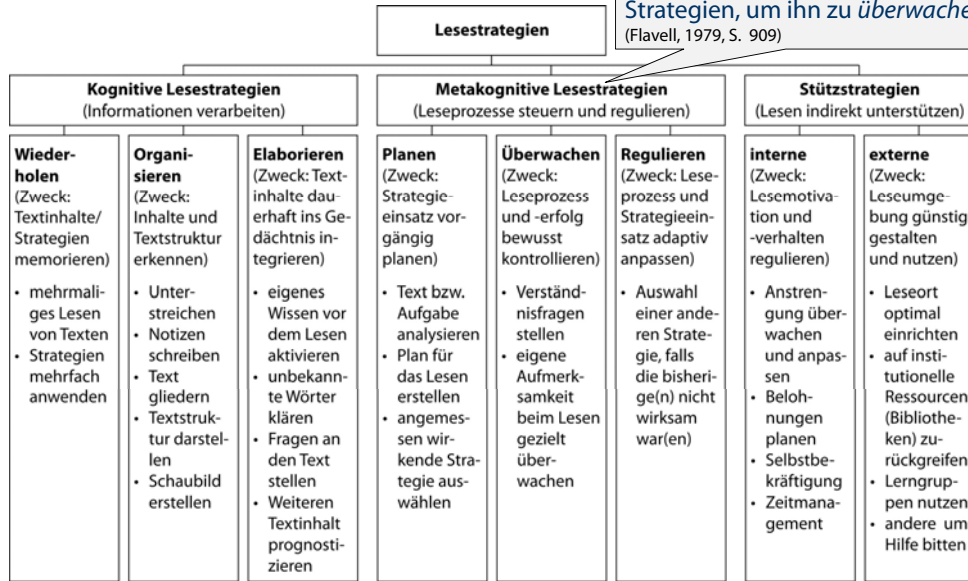 Strategien, um ihn zu überwache
(Flavell, 1979, S. 909)
Lesestrategien
Kognitive Lesestrategien
(Informationen verarbeiten)
Metakognitive Lesestrategien
(Leseprozesse steuern und regulieren)
Stützstrategien
(Lesen indirekt unterstützen)
Wieder-
holen
(Zweck:
Textinhalte/
Strategien
memorieren)
• mehrmali-
ges Lesen
von Texten
• Strategien
mehrfach
anwenden
Organi-
sieren
(Zweck:
Inhalte und
Textstruktur
erkennen)
• Unter-
streichen
• Notizen
schreiben
• Text
gliedern
• Textstruk-
tur darstel-
len
• Schaubild
erstellen
Elaborieren
(Zweck: Text-
inhalte dau-
erhaft ins Ge-
dächtnis in-
tegrieren)
• eigenes
Wissen vor
dem Lesen
aktivieren
• unbekann-
te Wörter
klären
• Fragen an
den Text
stellen
• Weiteren
Textinhalt
prognosti-
zieren
Planen
(Zweck:
Strategie-
einsatz vor-
gängig
planen)
• Text bzw.
Aufgabe
analysieren
• Plan für
das Lesen
erstellen
• angemes-
sen wir-
kende Stra-
tegie aus-
wählen
Überwachen
(Zweck:
Leseprozess
und -erfolg
bewusst
kontrollieren)
• Verständ-
nisfragen
stellen
• eigene
Aufmerk-
samkeit
beim Lesen
gezielt
über-
wachen
Regulieren
(Zweck: Lese-
prozess und
Strategieein-
satz adaptiv
anpassen)
• Auswahl
einer ande-
ren Strate-
gie, falls
die bisheri-
ge(n) nicht
wirksam
war(en)
interne
(Zweck:
Lesemotiva-
tion und
-verhalten
regulieren)
• Anstren-
gung über-
wachen
und anpas-
sen
• Beloh-
nungen
planen
• Selbstbe-
kräftigung
• Zeitmana-
gement
externe
(Zweck:
Leseumge-
bung günstig
gestalten
und nutzen)
• Leseort
optimal
einrichten
• auf insti-
tutionelle
Ressourcen
(Bibliothe-
ken) zu-
rückgreifen
• Lerngrup-
pen nutzen
• andere um
Hilfe bitten